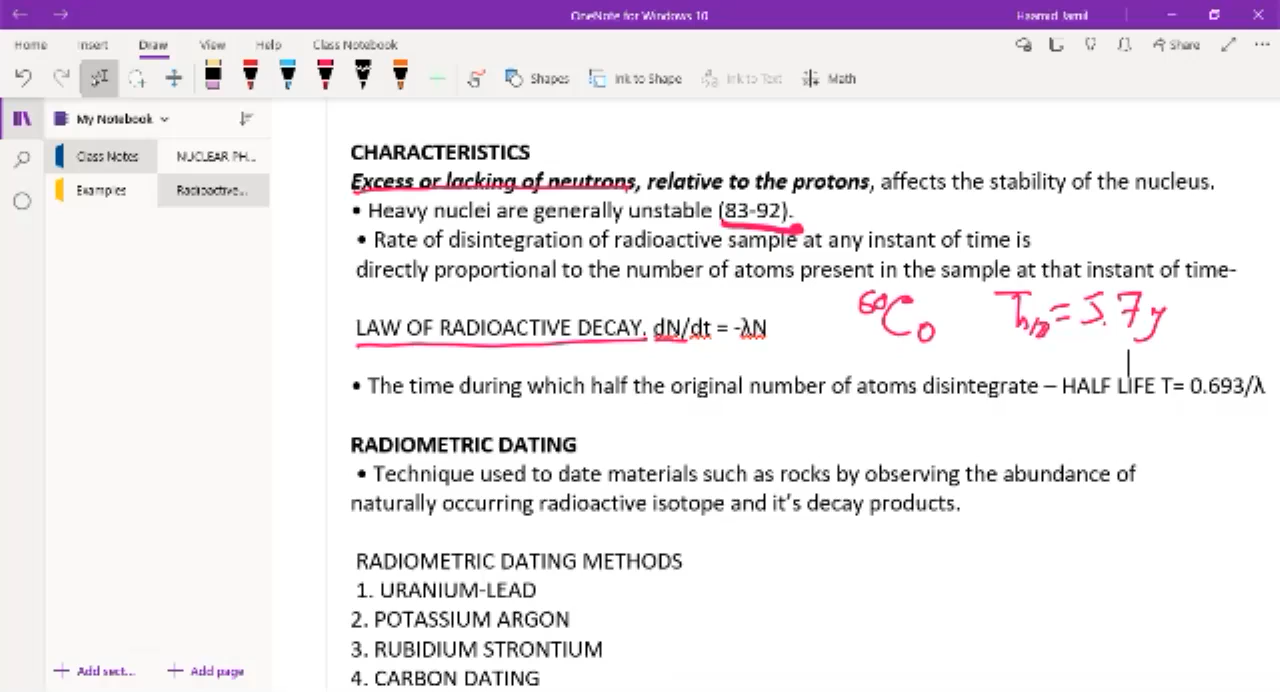 OneNote for Windows 10
Haamid Jamil
Home Insert Draw View Help Class Notebook
Share
Shapes Ink to Shape Ink to Text Math
My Notebook
Class Notes NUCLEAR PH...
Examples Radioactive...
CHARACTERISTICS
Excess or lacking of neutrons, relative to the protons, affects the stability of the nucleus.
• Heavy nuclei are generally unstable (83-92).
• Rate of disintegration of radioactive sample at any instant of time is
directly proportional to the number of atoms present in the sample at that instant of time-
60Co T1/2 = 5.7y
LAW OF RADIOACTIVE DECAY. dN/dt = -λN
• The time during which half the original number of atoms disintegrate – HALF LIFE T= 0.693/λ
RADIOMETRIC DATING
• Technique used to date materials such as rocks by observing the abundance of
naturally occurring radioactive isotope and it's decay products.
RADIOMETRIC DATING METHODS
1. URANIUM-LEAD
2. POTASSIUM ARGON
3. RUBIDIUM STRONTIUM
4. CARBON DATING
Add sect... Add page